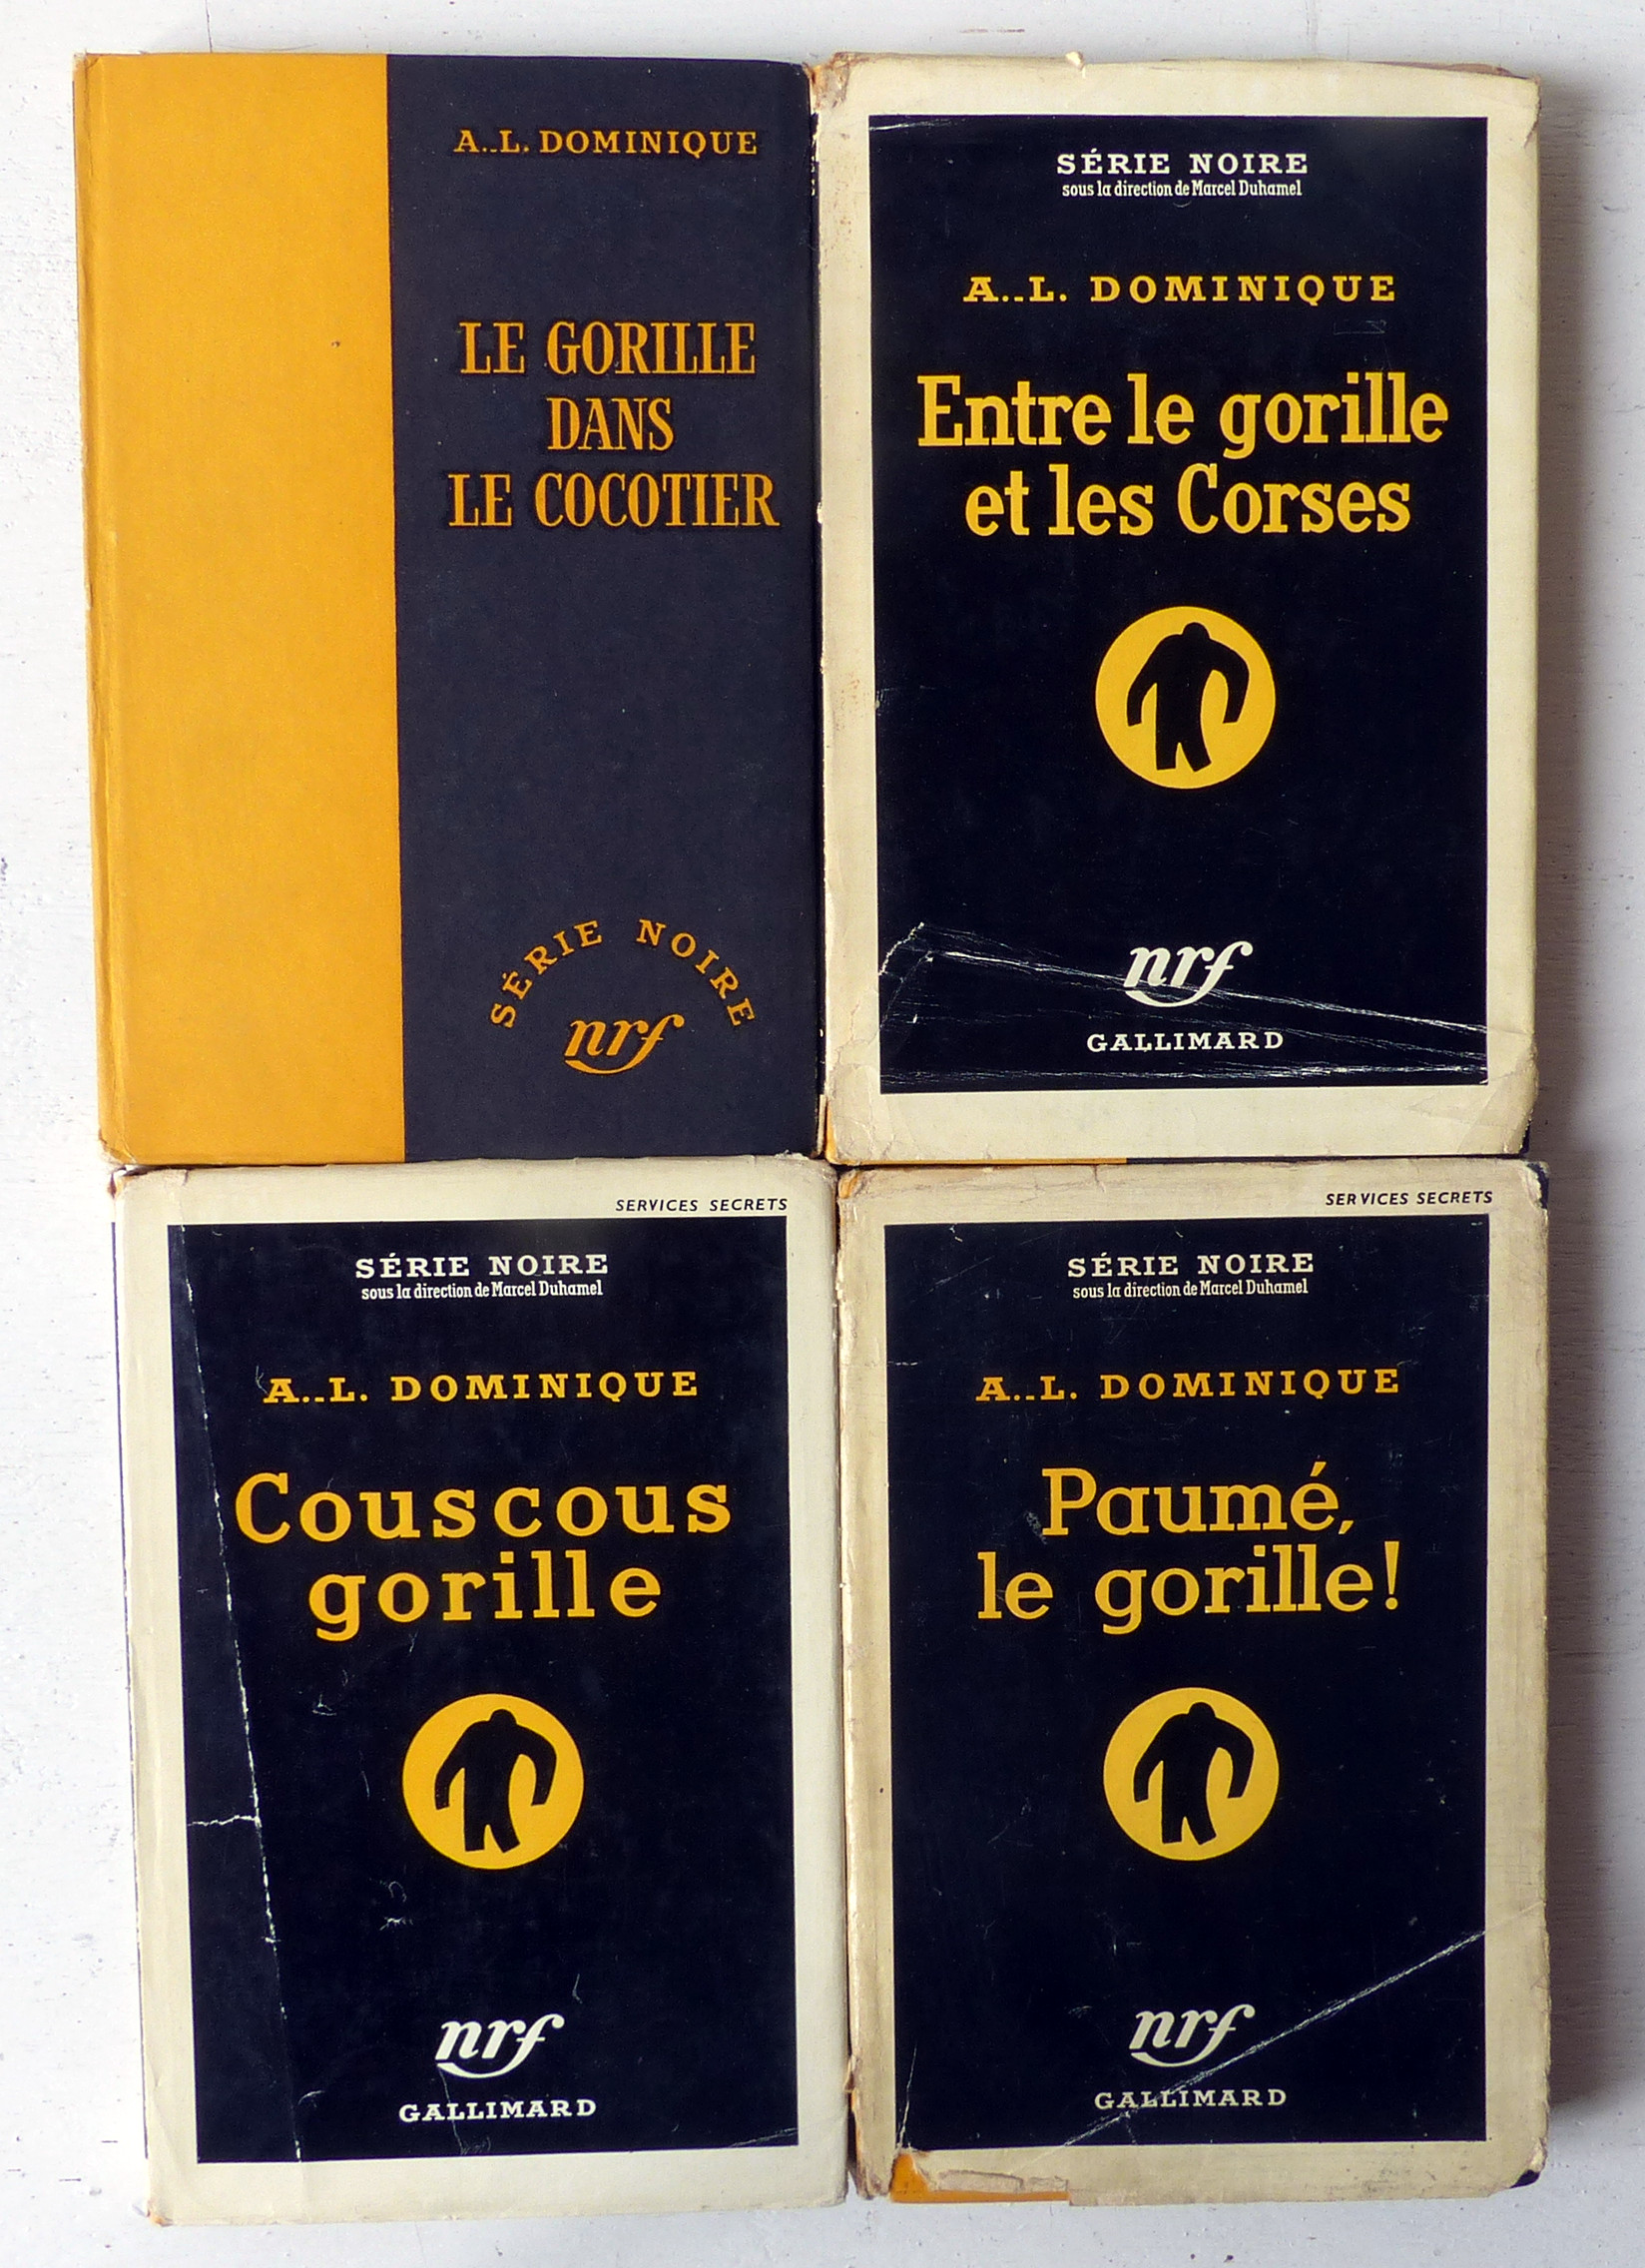 A..L. DOMINIQUE
LE GORILLE
DANS
LE COCOTIER
SÉRIE NOIRE
nrf
SÉRIE NOIRE
sous la direction de Marcel Duhamel
A..L. DOMINIQUE
Entre le gorille
et les Corses
nrf
GALLIMARD
SERVICES SECRETS
SÉRIE NOIRE
sous la direction de Marcel Duhamel
A..L. DOMINIQUE
Couscous
gorille
nrf
GALLIMARD
SERVICES SECRETS
SÉRIE NOIRE
sous la direction de Marcel Duhamel
A..L. DOMINIQUE
Paumé,
le gorille!
nrf
GALLIMARD